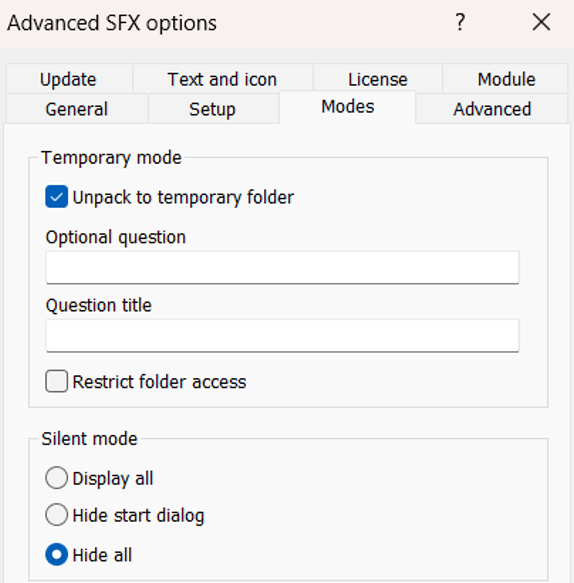 Advanced SFX options ?
Update Text and icon License Module
General Setup Modes Advanced
Temporary mode
Unpack to temporary folder
Optional question
Question title
Restrict folder access
Silent mode
Display all
Hide start dialog
Hide all